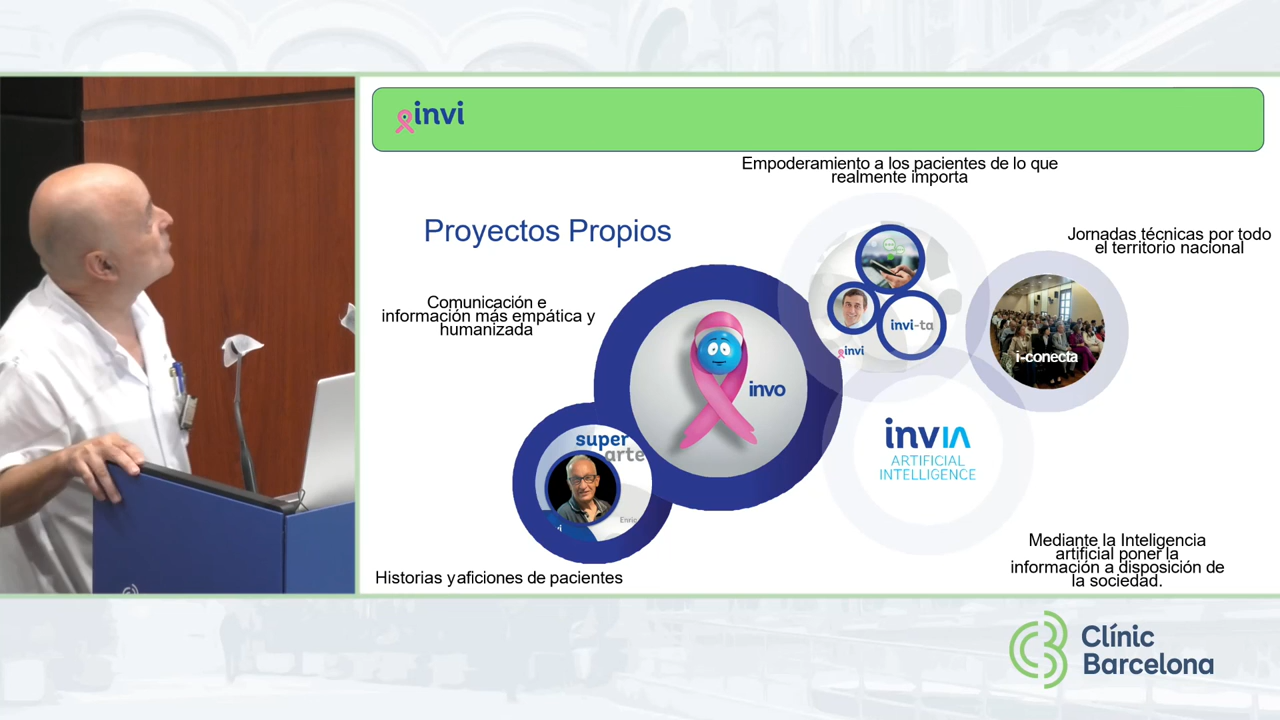 invi
Empoderamiento a los pacientes de lo que
realmente importa
Proyectos Propios
Jornadas técnicas por todo
el territorio nacional
Comunicación e
información más empática y
humanizada
invi-ta
invi
i-conecta
invo
invIA
ARTIFICIAL
INTELLIGENCE
super
arte
Enric
Mediante la Inteligencia
artificial poner la
información a disposición de
la sociedad.
Historias y aficiones de pacientes
Clínic
Barcelona